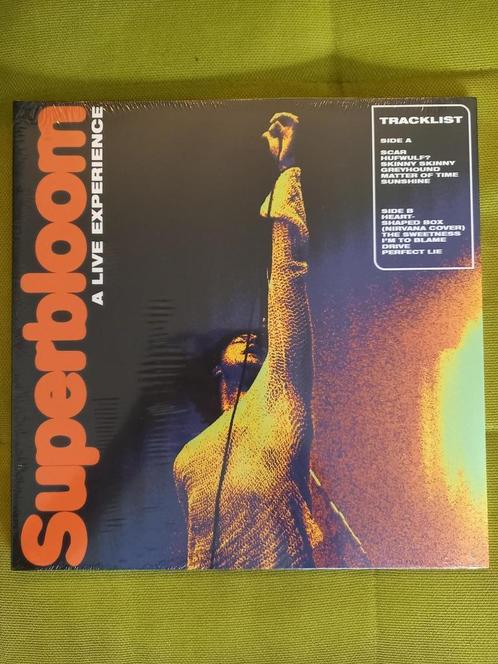 Superbloom
A LIVE EXPERIENCE
TRACKLIST
SIDE A
SCAR
HUFWULF?
SKINNY SKINNY
GREYHOUND
MATTER OF TIME
SUNSHINE
SIDE B
HEART-
SHAPED BOX
(NIRVANA COVER)
THE SWEETNESS
I'M TO BLAME
DRIVE
PERFECT LIE